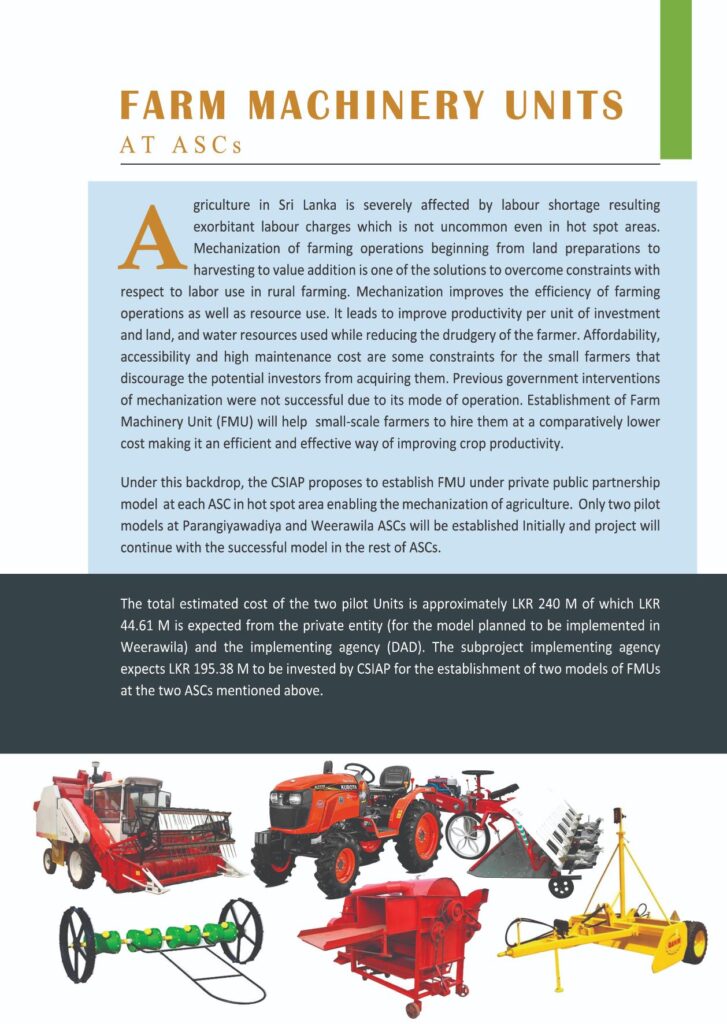 FARM MACHINERY UNITS
AT ASCs
Agriculture in Sri Lanka is severely affected by labour shortage resulting
exorbitant labour charges which is not uncommon even in hot spot areas.
Mechanization of farming operations beginning from land preparations to
harvesting to value addition is one of the solutions to overcome constraints with
respect to labor use in rural farming. Mechanization improves the efficiency of farming
operations as well as resource use. It leads to improve productivity per unit of investment
and land, and water resources used while reducing the drudgery of the farmer. Affordability,
accessibility and high maintenance cost are some constraints for the small farmers that
discourage the potential investors from acquiring them. Previous government interventions
of mechanization were not successful due to its mode of operation. Establishment of Farm
Machinery Unit (FMU) will help small-scale farmers to hire them at a comparatively lower
cost making it an efficient and effective way of improving crop productivity.
Under this backdrop, the CSIAP proposes to establish FMU under private public partnership
model at each ASC in hot spot area enabling the mechanization of agriculture. Only two pilot
models at Parangiyawadiya and Weerawila ASCs will be established Initially and project will
continue with the successful model in the rest of ASCs.
The total estimated cost of the two pilot Units is approximately LKR 240 M of which LKR
44.61 M is expected from the private entity (for the model planned to be implemented in
Weerawila) and the implementing agency (DAD). The subproject implementing agency
expects LKR 195.38 M to be invested by CSIAP for the establishment of two models of FMUs
at the two ASCs mentioned above.
KUBOTA